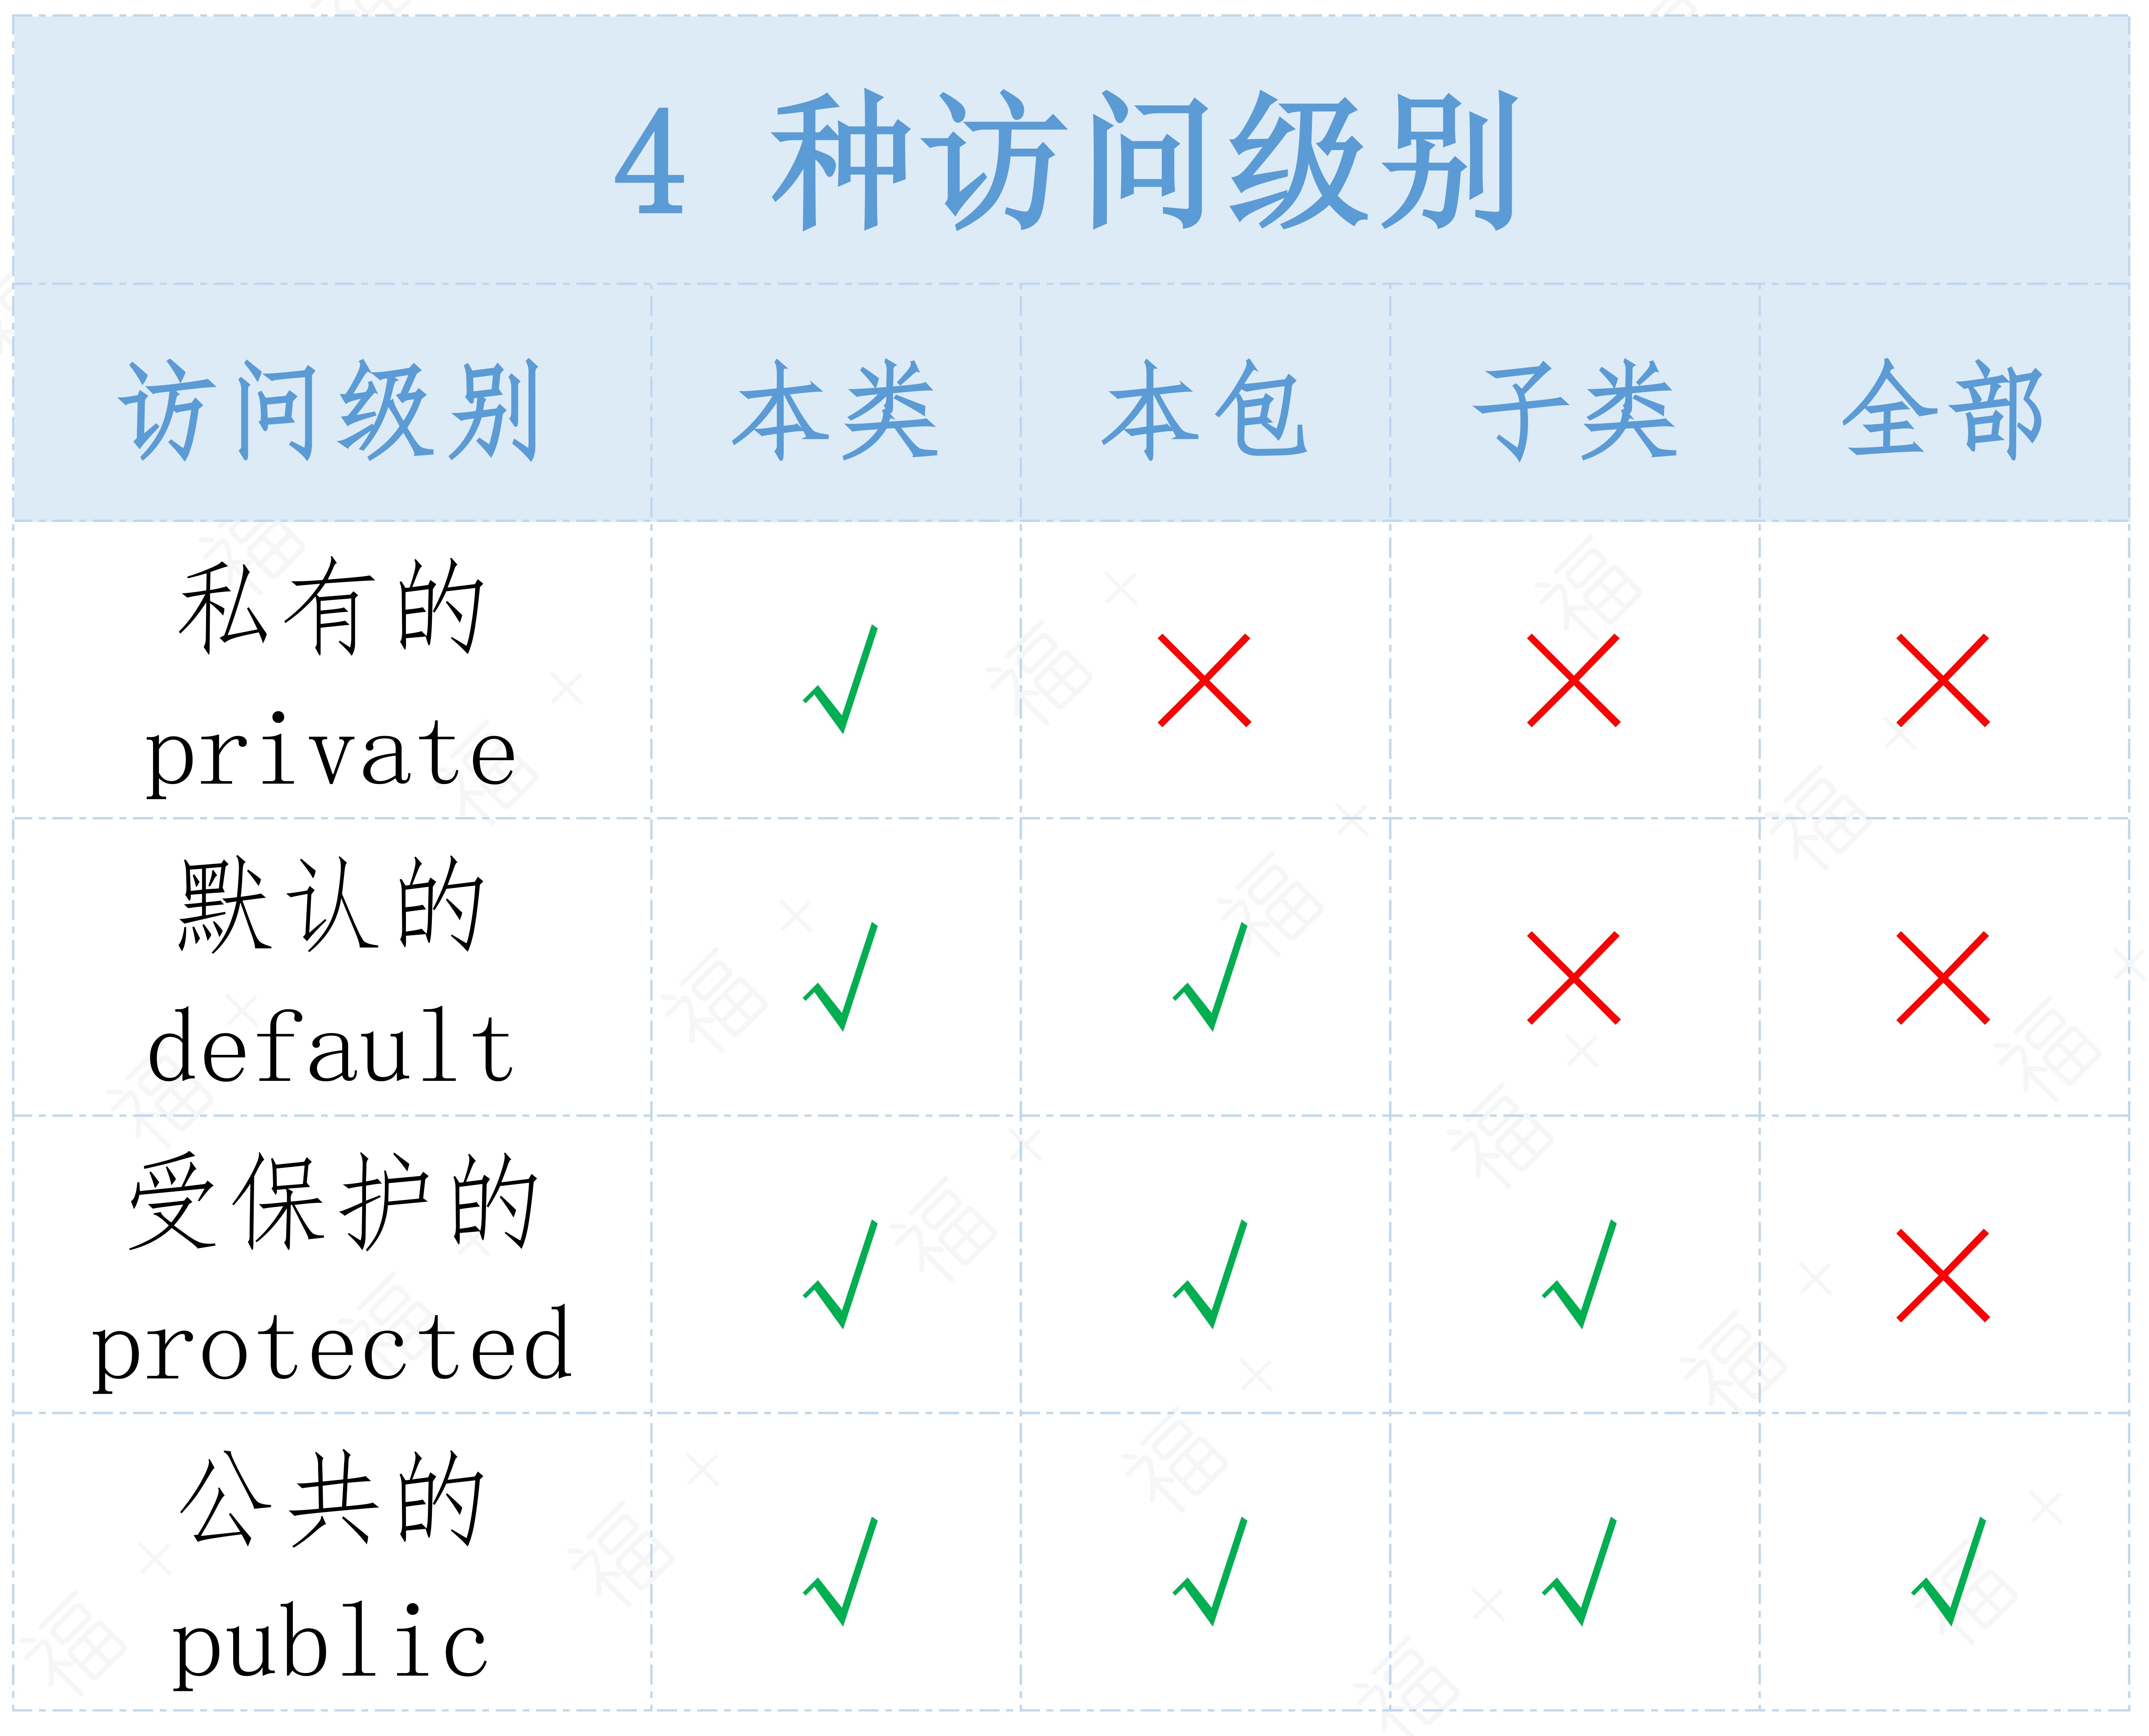 4 种访问级别
访问级别 本类 本包 子类 全部
私有的
private
√ × × ×
默认的
default
√ √ × ×
受保护的
protected
√ √ √ ×
公共的
public
√ √ √ √
福+